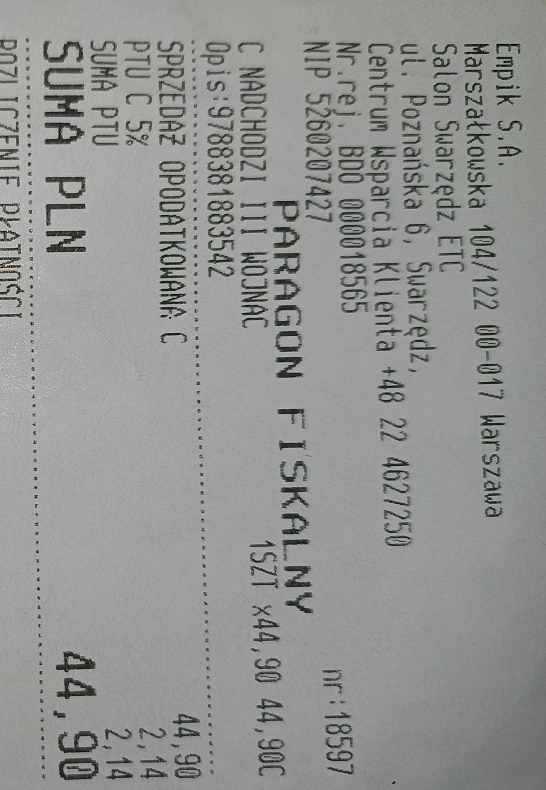 Empik S.A.
Marszałkowska 104/122 00-017 Warszawa
Salon Swarzędz ETC
ul. Poznańska 6, Swarzędz,
Centrum Wsparcia Klienta +48 22 4627250
Nr.rej. BDO 000018565
NIP 5260207427 nr:18597
PARAGON FISKALNY
C NADCHODZI III WOJNAC 1SZT x44,90 44,90C
Opis:9788381883542
SPRZEDAŻ OPODATKOWANA C 44,90
PTU C 5% 2,14
SUMA PTU 2,14
SUMA PLN 44,90
ROZLICZENIE PŁATNOŚCI